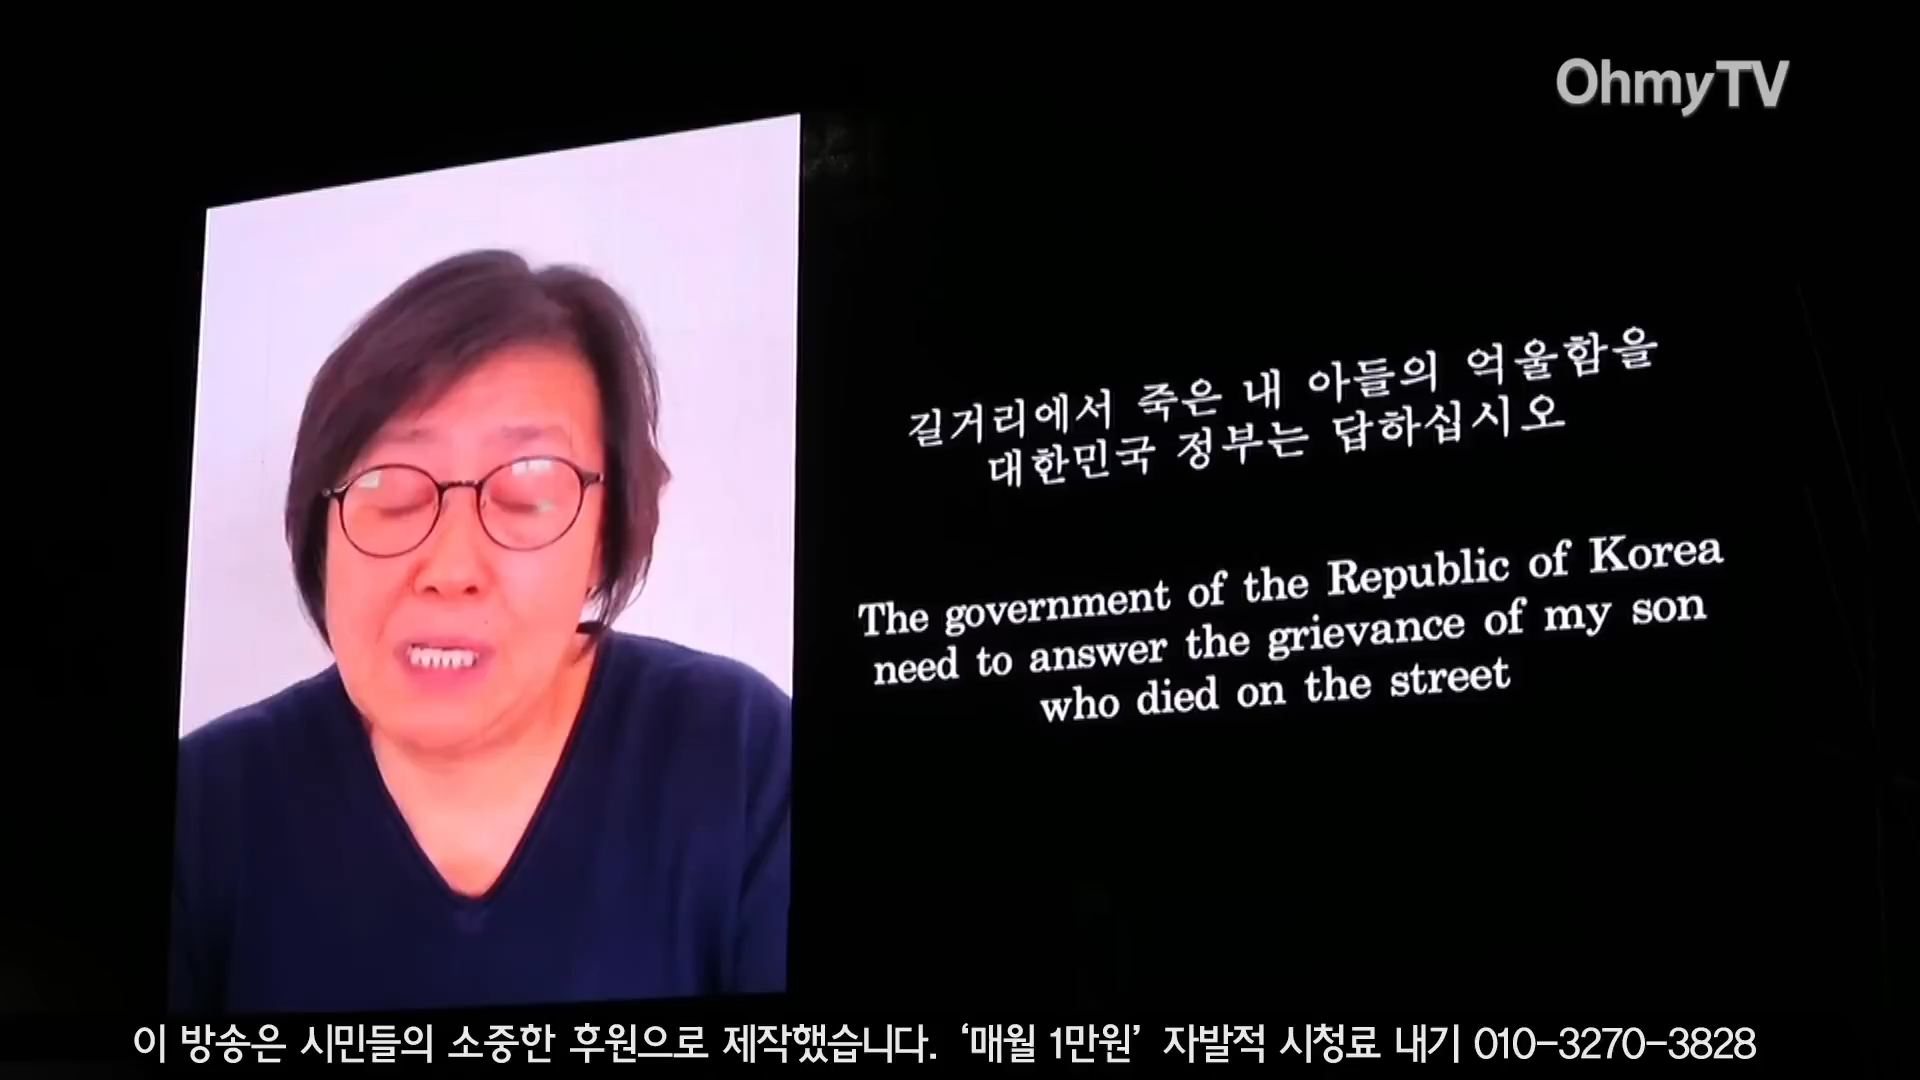 OhmyTV
길거리에서 죽은 내 아들의 억울함을
대한민국 정부는 답하십시오
The government of the Republic of Korea
need to answer the grievance of my son
who died on the street
이 방송은 시민들의 소중한 후원으로 제작했습니다. ‘매월 1만원’ 자발적 시청료 내기 010-3270-3828